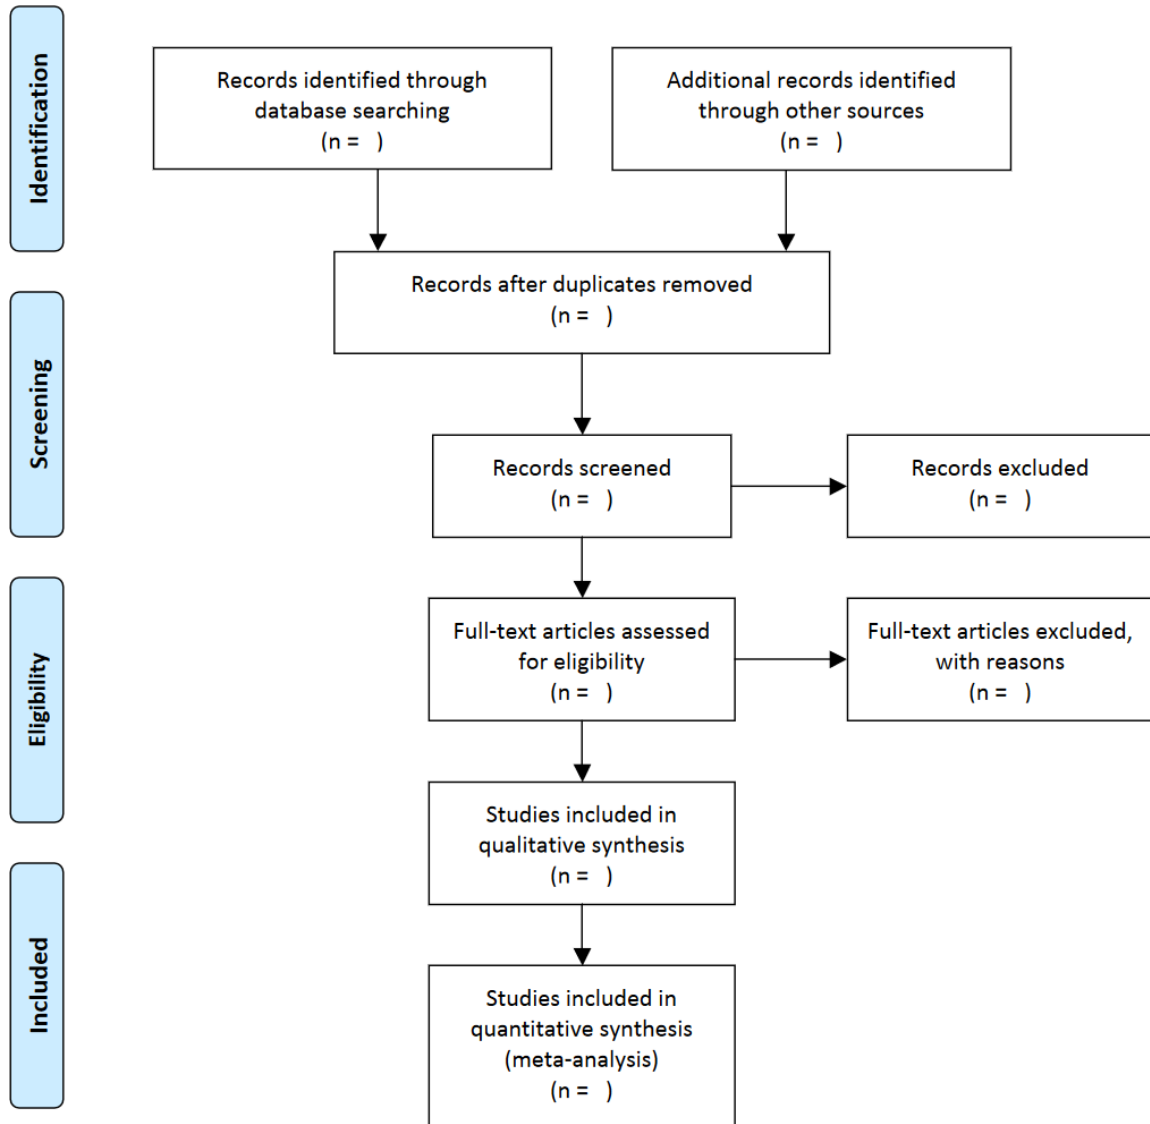 Identification
Records identified through
database searching
(n =   )
Additional records identified
through other sources
(n =   )
Records after duplicates removed
(n =   )
Screening
Records screened
(n =   )
Records excluded
(n =   )
Eligibility
Full-text articles assessed
for eligibility
(n =   )
Full-text articles excluded,
with reasons
(n =   )
Studies included in
qualitative synthesis
(n =   )
Included
Studies included in
quantitative synthesis
(meta-analysis)
(n =   )